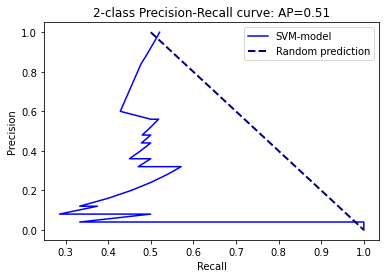 2-class Precision-Recall curve: AP=0.51
SVM-model
Random prediction
Precision
1.0
0.8
0.6
0.4
0.2
0.0
0.3 0.4 0.5 0.6 0.7 0.8 0.9 1.0
Recall